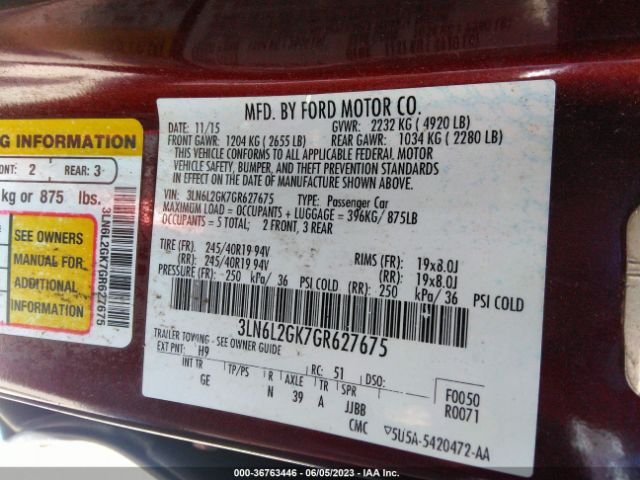 MFD. BY FORD MOTOR CO.
DATE: 11/15 GVWR: 2232 KG ( 4920 LB)
FRONT GAWR: 1204 KG ( 2655 LB) REAR GAWR: 1034 KG ( 2280 LB)
THIS VEHICLE CONFORMS TO ALL APPLICABLE FEDERAL MOTOR
VEHICLE SAFETY, BUMPER, AND THEFT PREVENTION STANDARDS
IN EFFECT ON THE DATE OF MANUFACTURE SHOWN ABOVE.
VIN: 3LN6L2GK7GR627675 TYPE: Passenger Car
MAXIMUM LOAD = OCCUPANTS + LUGGAGE = 396KG/ 875LB
OCCUPANTS = 5 TOTAL; 2 FRONT, 3 REAR
TIRE (FR): 245/40R19 94V RIMS (FR): 19x8.0J
(RR): 245/40R19 94V (RR): 19x8.0J
PRESSURE (FR): 250 kPa/ 36 PSI COLD (RR): 250 kPa/ 36 PSI COLD
3LN6L2GK7GR627675
TRAILER TOWING - SEE OWNER GUIDE
EXT PNT: H9 RC: 51 DSO:
INT TR TP/PS R AXLE TR SPR
GE N 39 A JJBB
CMC
F0050
R0071
▽5U5A-5420472-AA
NG INFORMATION
ONT: 2 REAR: 3
kg or 875 lbs.
SEE OWNERS
MANUAL FOR
ADDITIONAL
INFORMATION
3LN6L2GK7GR627675
000-36763446 - 06/05/2023 - IAA Inc.